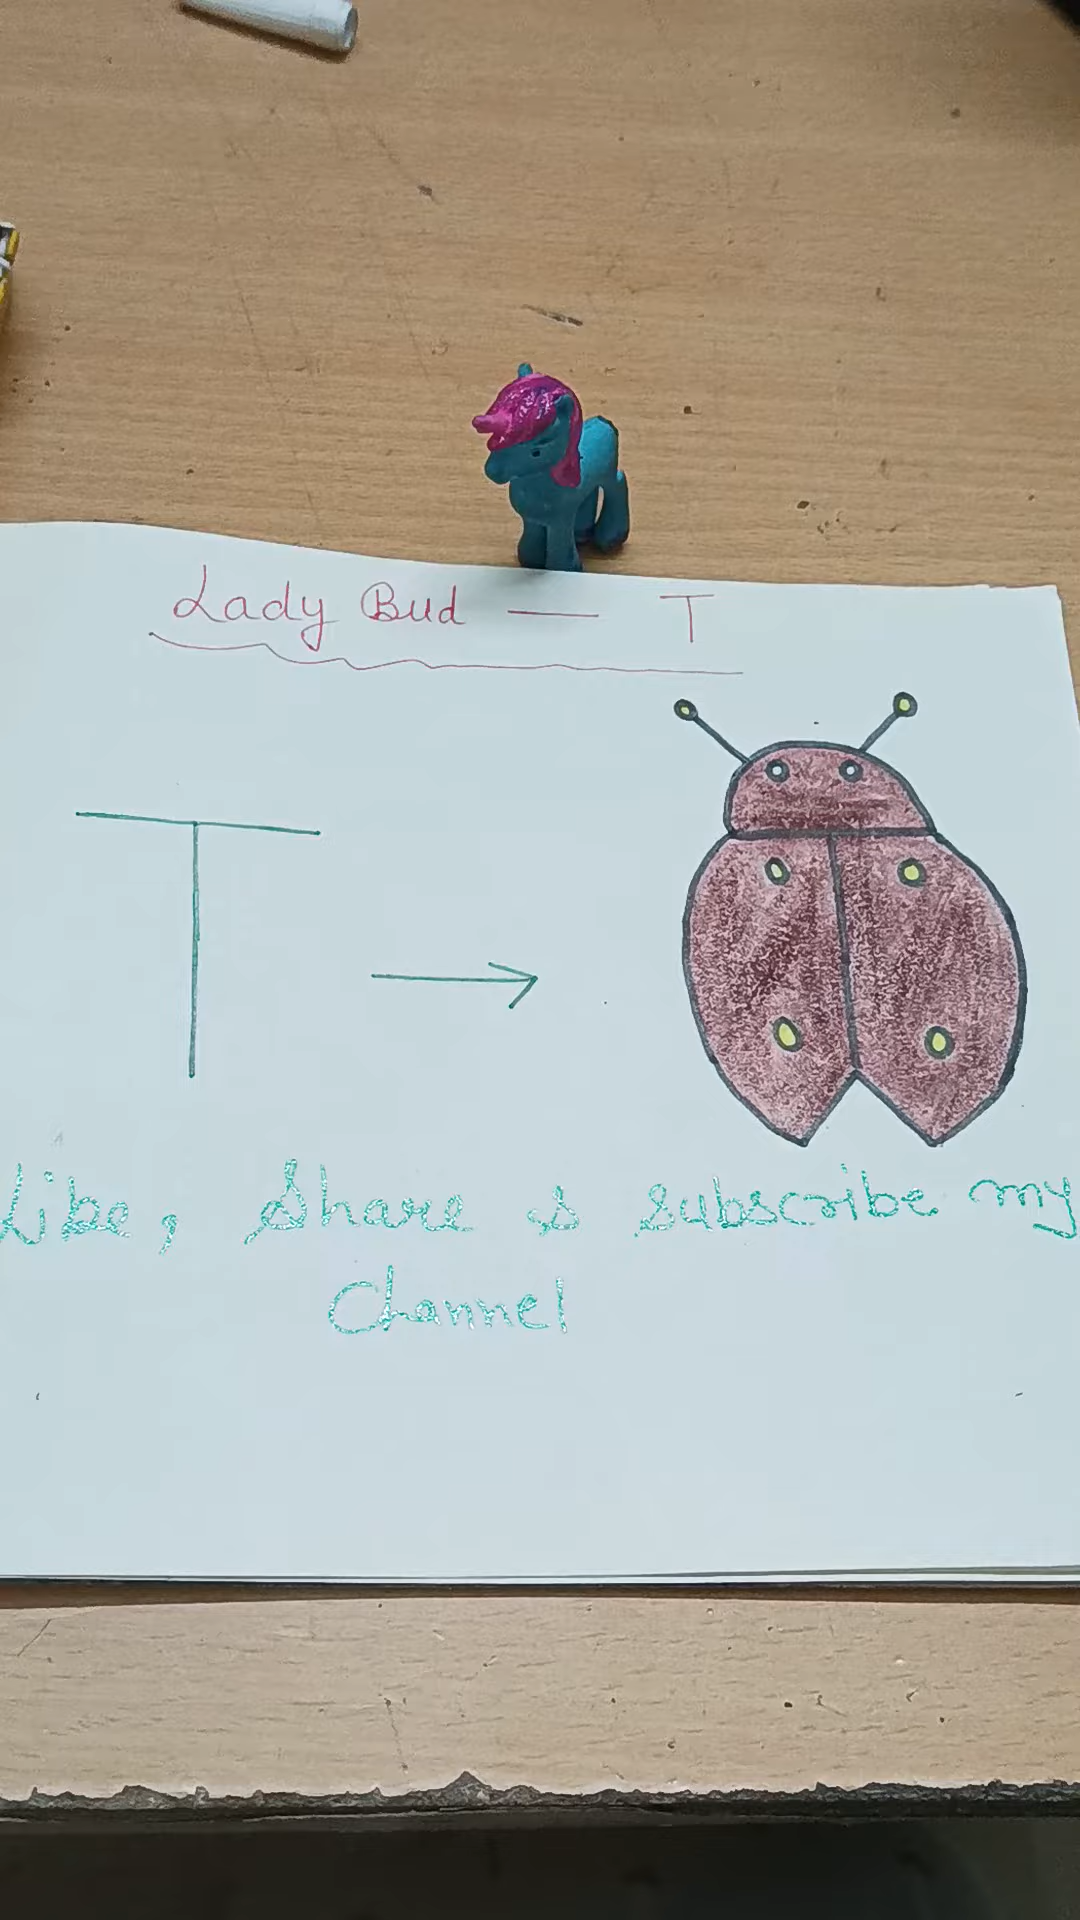 Lady Bud — T
T →
Like, Share & subscribe my
Channel